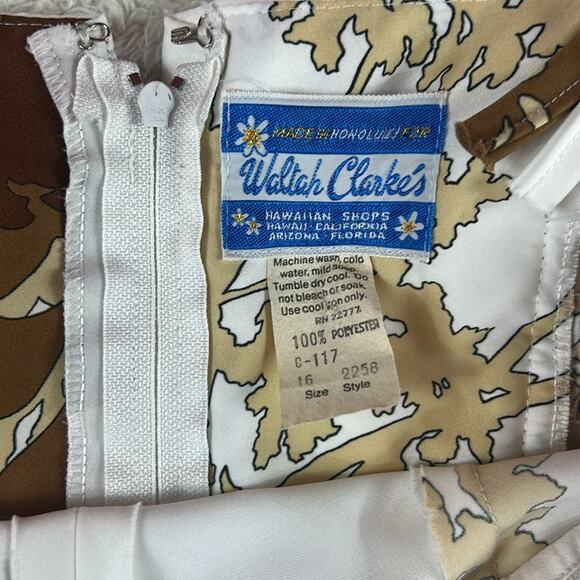 MADE IN HONOLULU FOR
Waltah Clarke's
HAWAIIAN SHOPS
HAWAII · CALIFORNIA
ARIZONA · FLORIDA
Machine wash, cold
water, mild soap.
Tumble dry cool. Do
not bleach or soak.
Use cool iron only.
RN 22777
100% POLYESTER
C-117
16 2258
Size Style